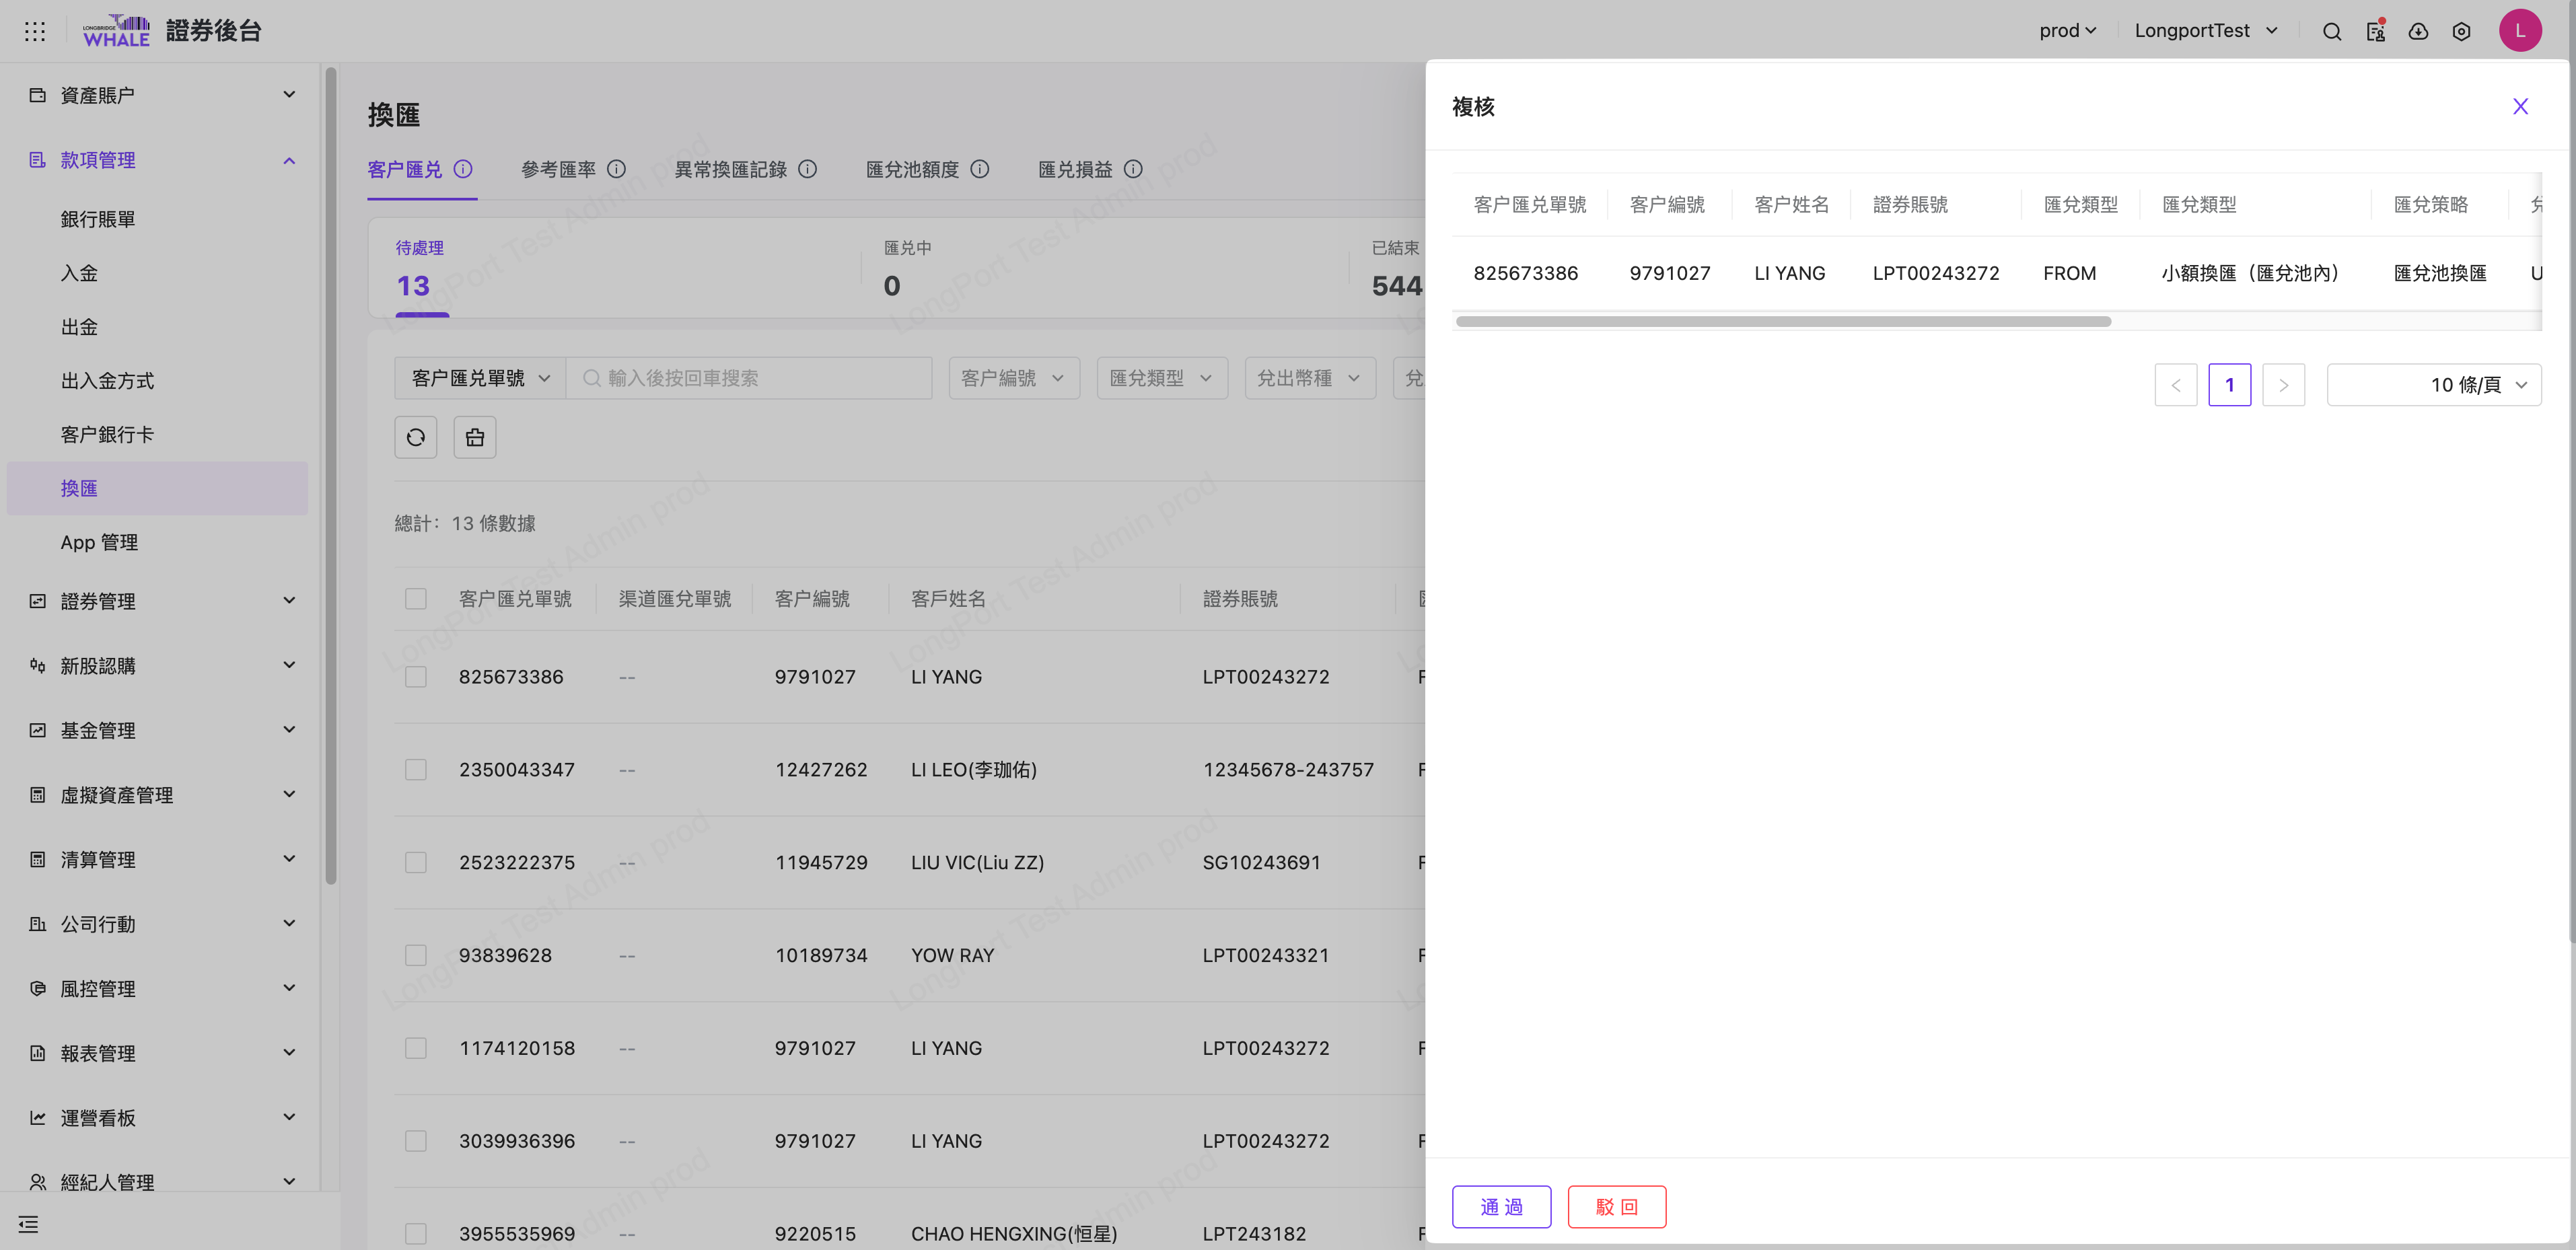 LONGBRIDGE
WHALE 證券後台
prod LongportTest L
資產賬户
款項管理
銀行賬單
入金
出金
出入金方式
客户銀行卡
換匯
App 管理
證券管理
新股認購
基金管理
虛擬資產管理
清算管理
公司行動
風控管理
報表管理
運營看板
經紀人管理
換匯
客户匯兑 參考匯率 異常換匯記錄 匯兌池額度 匯兑損益
待處理 匯兑中 已結束
13 0 544
客户匯兑單號 輸入後按回車搜索 客户編號 匯兌類型 兌出幣種
總計: 13 條數據
客户匯兑單號 渠道匯兌單號 客户編號 客戶姓名 證券賬號
825673386 -- 9791027 LI YANG LPT00243272
2350043347 -- 12427262 LI LEO(李珈佑) 12345678-243757
2523222375 -- 11945729 LIU VIC(Liu ZZ) SG10243691
93839628 -- 10189734 YOW RAY LPT00243321
1174120158 -- 9791027 LI YANG LPT00243272
3039936396 -- 9791027 LI YANG LPT00243272
3955535969 -- 9220515 CHAO HENGXING(恒星) LPT243182
LongPort Test Admin prod
複核
客户匯兑單號 客户編號 客户姓名 證券賬號 匯兌類型 匯兌類型 匯兌策略
825673386 9791027 LI YANG LPT00243272 FROM 小額換匯（匯兌池內） 匯兌池換匯
1 10 條/頁
通過 駁回